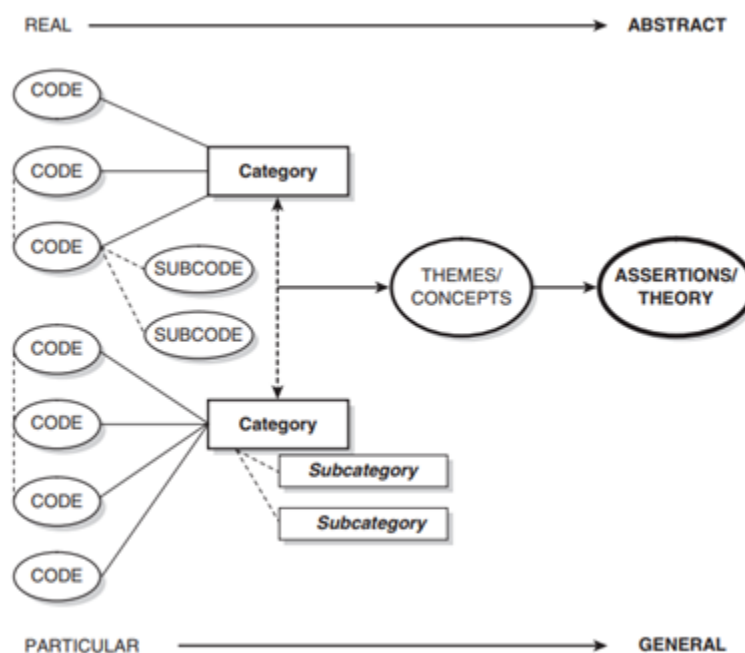 REAL ABSTRACT
CODE
CODE
Category
CODE
SUBCODE
THEMES/
CONCEPTS
ASSERTIONS/
THEORY
SUBCODE
CODE
CODE
Category
Subcategory
CODE
Subcategory
CODE
PARTICULAR GENERAL